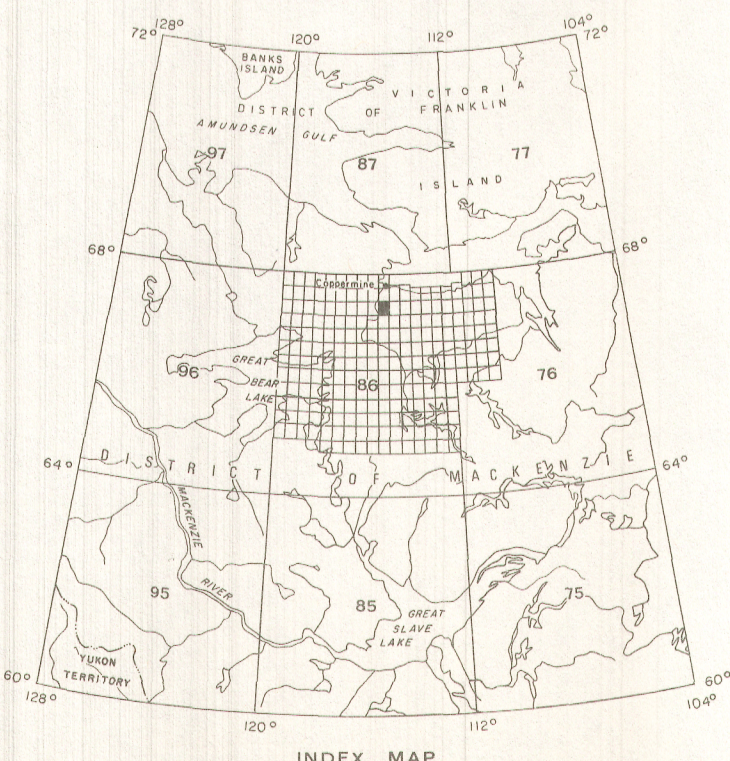 128°
120°
112°
104°
72°
72°
BANKS
ISLAND
VICTORIA
DISTRICT OF FRANKLIN
AMUNDSEN GULF
97
87
77
ISLAND
68°
68°
Coppermine
GREAT
BEAR
LAKE
96
86
76
DISTRICT OF MACKENZIE
64°
64°
MACKENZIE
RIVER
95
85
75
GREAT
SLAVE
LAKE
YUKON
TERRITORY
60°
60°
128°
120°
112°
104°
INDEX MAP